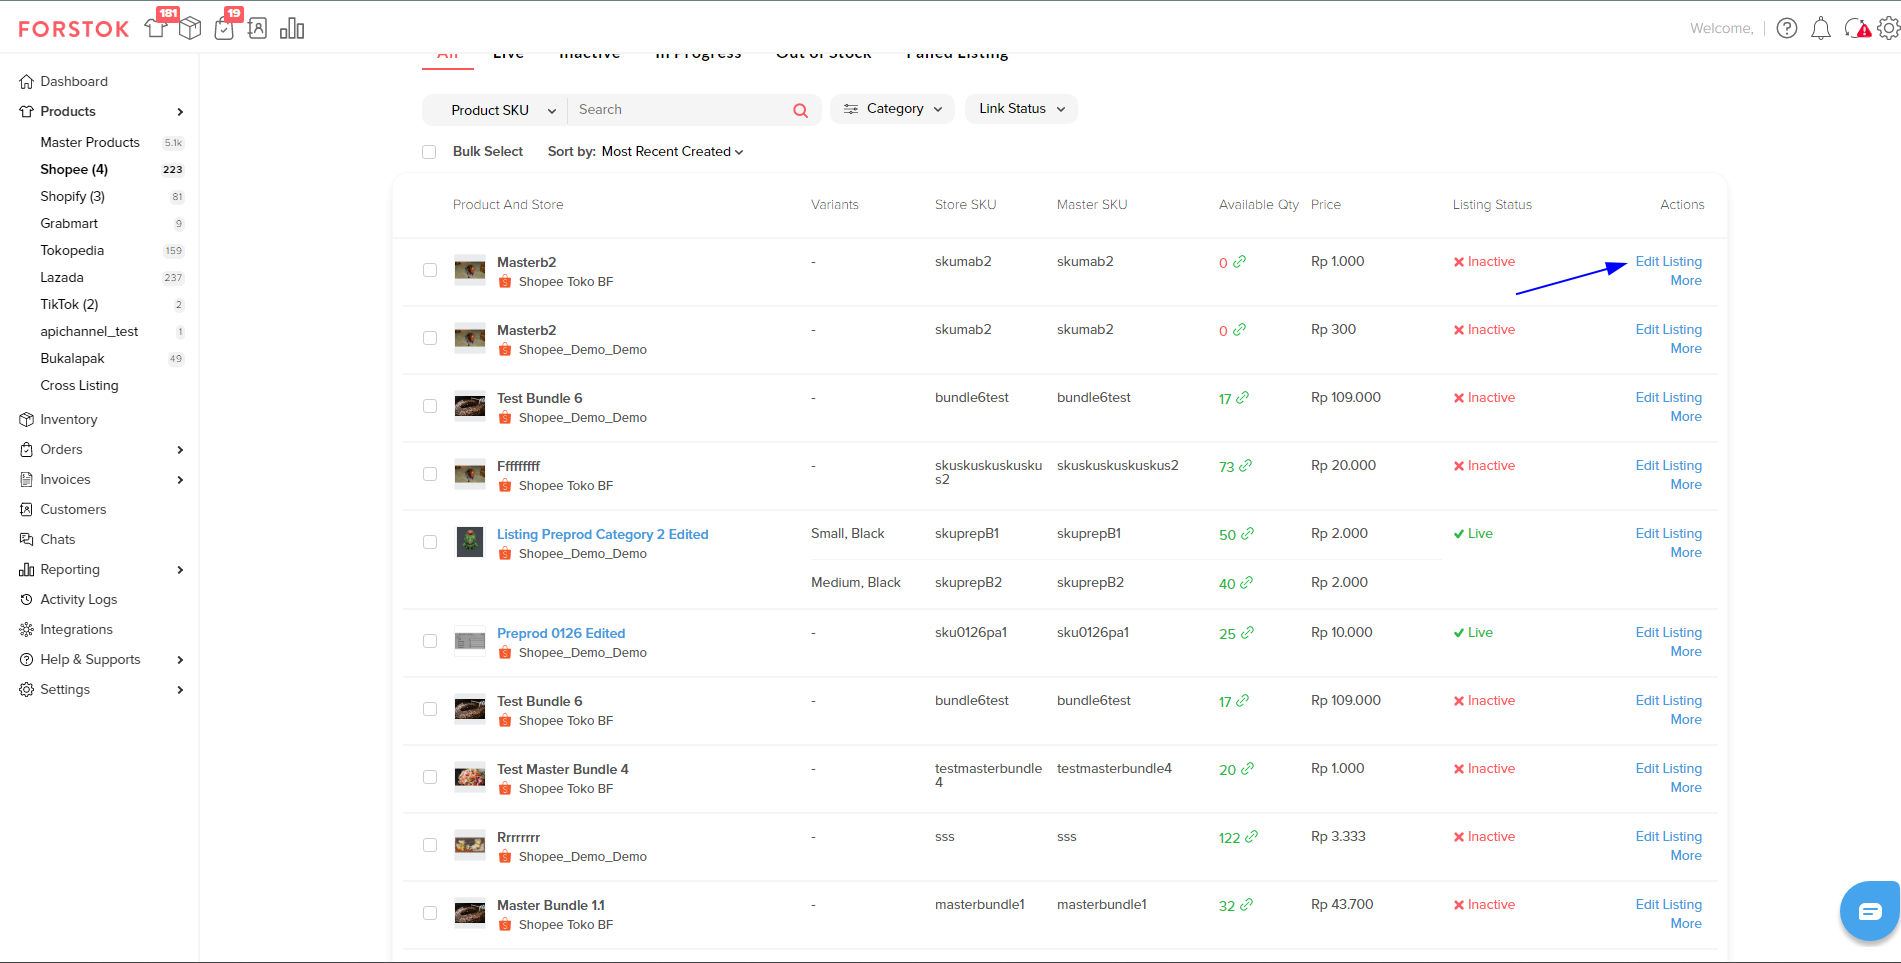 FORSTOK
181
19
Welcome,
All Live Inactive In Progress Out of Stock Failed Listing
Dashboard
Products
Master Products 5.1k
Shopee (4) 223
Shopify (3) 81
Grabmart 9
Tokopedia 159
Lazada 237
TikTok (2) 2
apichannel_test 1
Bukalapak 49
Cross Listing
Inventory
Orders
Invoices
Customers
Chats
Reporting
Activity Logs
Integrations
Help & Supports
Settings
Product SKU Search Category Link Status
Bulk Select Sort by: Most Recent Created
Product And Store Variants Store SKU Master SKU Available Qty Price Listing Status Actions
Masterb2 - skumab2 skumab2 0 Rp 1.000 Inactive Edit Listing
Shopee Toko BF More
Masterb2 - skumab2 skumab2 0 Rp 300 Inactive Edit Listing
Shopee_Demo_Demo More
Test Bundle 6 - bundle6test bundle6test 17 Rp 109.000 Inactive Edit Listing
Shopee_Demo_Demo More
Fffffffff - skuskuskuskusku skuskuskuskuskus2 73 Rp 20.000 Inactive Edit Listing
Shopee Toko BF s2 More
Listing Preprod Category 2 Edited Small, Black skuprepB1 skuprepB1 50 Rp 2.000 Live Edit Listing
Shopee_Demo_Demo More
Medium, Black skuprepB2 skuprepB2 40 Rp 2.000
Preprod 0126 Edited - sku0126pa1 sku0126pa1 25 Rp 10.000 Live Edit Listing
Shopee_Demo_Demo More
Test Bundle 6 - bundle6test bundle6test 17 Rp 109.000 Inactive Edit Listing
Shopee Toko BF More
Test Master Bundle 4 - testmasterbundle testmasterbundle4 20 Rp 1.000 Inactive Edit Listing
Shopee Toko BF 4 More
Rrrrrrrr - sss sss 122 Rp 3.333 Inactive Edit Listing
Shopee_Demo_Demo More
Master Bundle 1.1 - masterbundle1 masterbundle1 32 Rp 43.700 Inactive Edit Listing
Shopee Toko BF More